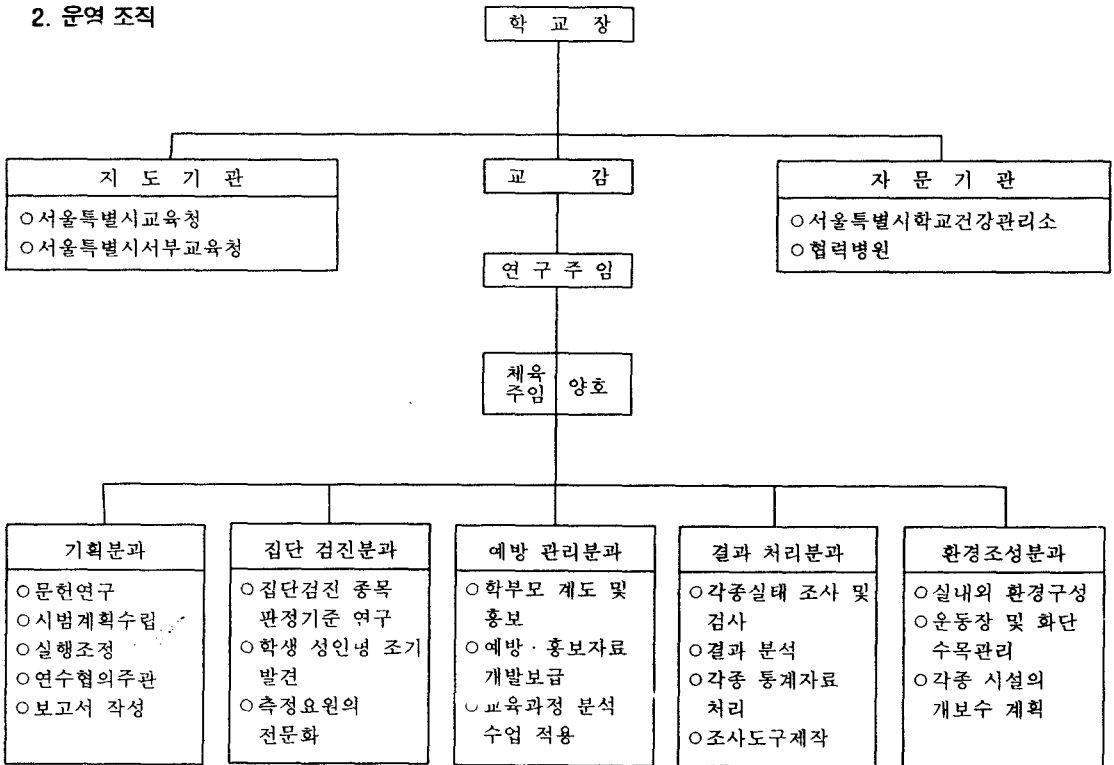 2. 운영 조직
학 교 장
지 도 기 관
○서울특별시교육청
○서울특별시서부교육청
교 감
자 문 기 관
○서울특별시학교건강관리소
○협력병원
연 구 주 임
체육
주임
양호
기획분과
○문헌연구
○시범계획수립
○실행조정
○연수협의주관
○보고서 작성
집단 검진분과
○집단검진 종목
판정기준 연구
○학생 성인병 조기
발견
○측정요원의
전문화
예방 관리분과
○학부모 계도 및
홍보
○예방·홍보자료
개발보급
○교육과정 분석
수업 적용
결과 처리분과
○각종실태 조사 및
검사
○결과 분석
○각종 통계자료
처리
○조사도구제작
환경조성분과
○실내외 환경구성
○운동장 및 화단
수목관리
○각종 시설의
개보수 계획